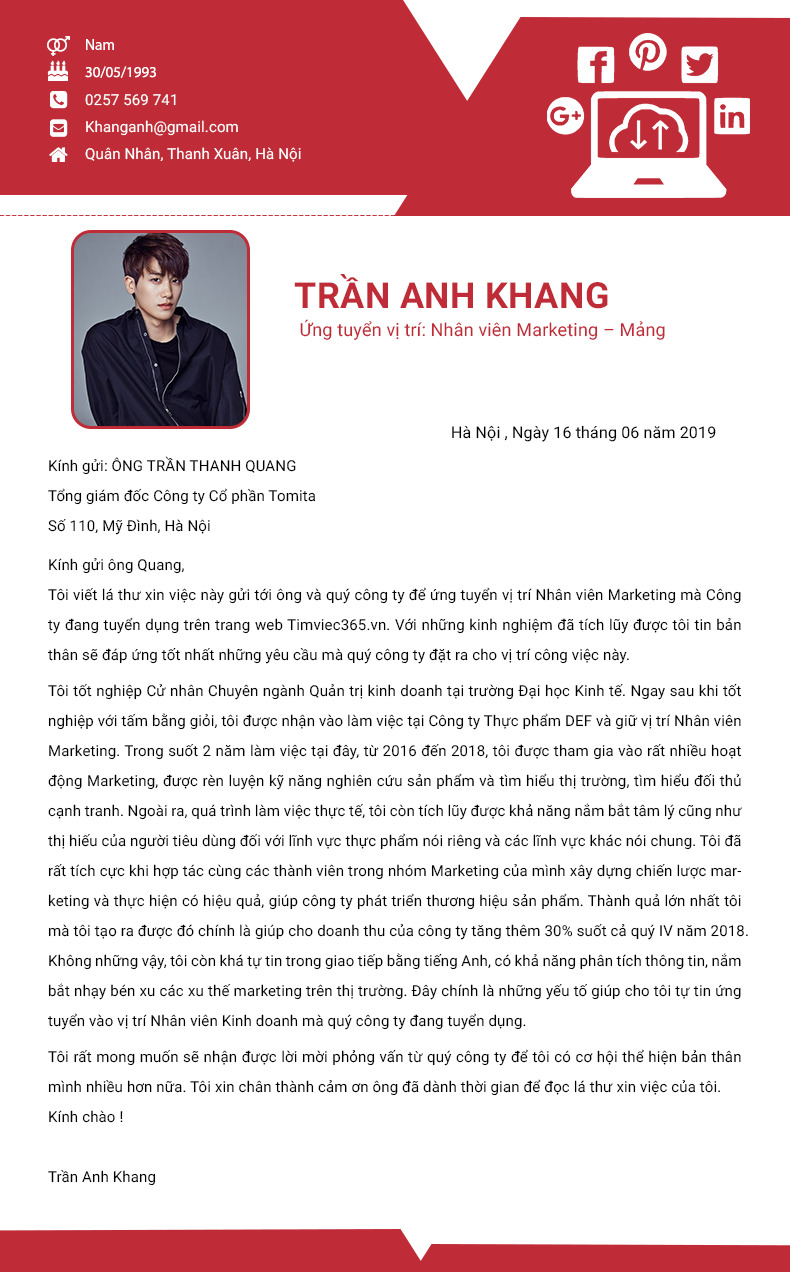 Nam
30/05/1993
0257 569 741
Khanganh@gmail.com
Quân Nhân, Thanh Xuân, Hà Nội
f
G+
in
TRẦN ANH KHANG
Ứng tuyển vị trí: Nhân viên Marketing – Mảng
Hà Nội , Ngày 16 tháng 06 năm 2019
Kính gửi: ÔNG TRẦN THANH QUANG
Tổng giám đốc Công ty Cổ phần Tomita
Số 110, Mỹ Đình, Hà Nội
Kính gửi ông Quang,
Tôi viết lá thư xin việc này gửi tới ông và quý công ty để ứng tuyển vị trí Nhân viên Marketing mà Công
ty đang tuyển dụng trên trang web Timviec365.vn. Với những kinh nghiệm đã tích lũy được tôi tin bản
thân sẽ đáp ứng tốt nhất những yêu cầu mà quý công ty đặt ra cho vị trí công việc này.
Tôi tốt nghiệp Cử nhân Chuyên ngành Quản trị kinh doanh tại trường Đại học Kinh tế. Ngay sau khi tốt
nghiệp với tấm bằng giỏi, tôi được nhận vào làm việc tại Công ty Thực phẩm DEF và giữ vị trí Nhân viên
Marketing. Trong suốt 2 năm làm việc tại đây, từ 2016 đến 2018, tôi được tham gia vào rất nhiều hoạt
động Marketing, được rèn luyện kỹ năng nghiên cứu sản phẩm và tìm hiểu thị trường, tìm hiểu đối thủ
cạnh tranh. Ngoài ra, quá trình làm việc thực tế, tôi còn tích lũy được khả năng nắm bắt tâm lý cũng như
thị hiếu của người tiêu dùng đối với lĩnh vực thực phẩm nói riêng và các lĩnh vực khác nói chung. Tôi đã
rất tích cực khi hợp tác cùng các thành viên trong nhóm Marketing của mình xây dựng chiến lược mar-
keting và thực hiện có hiệu quả, giúp công ty phát triển thương hiệu sản phẩm. Thành quả lớn nhất tôi
mà tôi tạo ra được đó chính là giúp cho doanh thu của công ty tăng thêm 30% suốt cả quý IV năm 2018.
Không những vậy, tôi còn khá tự tin trong giao tiếp bằng tiếng Anh, có khả năng phân tích thông tin, nắm
bắt nhạy bén xu các xu thế marketing trên thị trường. Đây chính là những yếu tố giúp cho tôi tự tin ứng
tuyển vào vị trí Nhân viên Kinh doanh mà quý công ty đang tuyển dụng.
Tôi rất mong muốn sẽ nhận được lời mời phỏng vấn từ quý công ty để tôi có cơ hội thể hiện bản thân
mình nhiều hơn nữa. Tôi xin chân thành cảm ơn ông đã dành thời gian để đọc lá thư xin việc của tôi.
Kính chào !
Trần Anh Khang